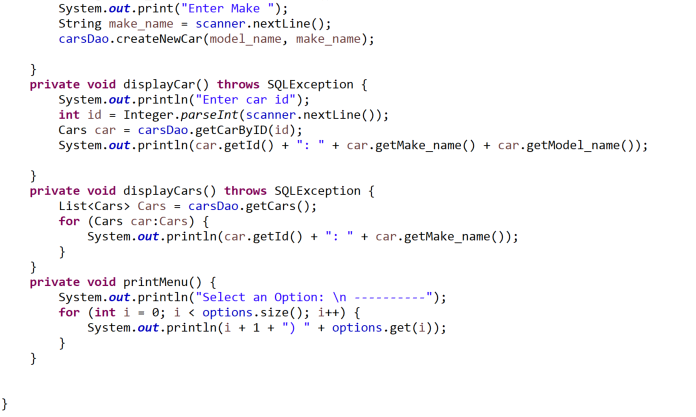 System.out.print("Enter Make ");
String make_name = scanner.nextLine();
carsDao.createNewCar(model_name, make_name);
}
private void displayCar() throws SQLException {
System.out.println("Enter car id");
int id = Integer.parseInt(scanner.nextLine());
Cars car = carsDao.getCarByID(id);
System.out.println(car.getId() + ": " + car.getMake_name() + car.getModel_name());
}
private void displayCars() throws SQLException {
List<Cars> Cars = carsDao.getCars();
for (Cars car:Cars) {
System.out.println(car.getId() + ": " + car.getMake_name());
}
}
private void printMenu() {
System.out.println("Select an Option: \n ----------");
for (int i = 0; i < options.size(); i++) {
System.out.println(i + 1 + ") " + options.get(i));
}
}
}